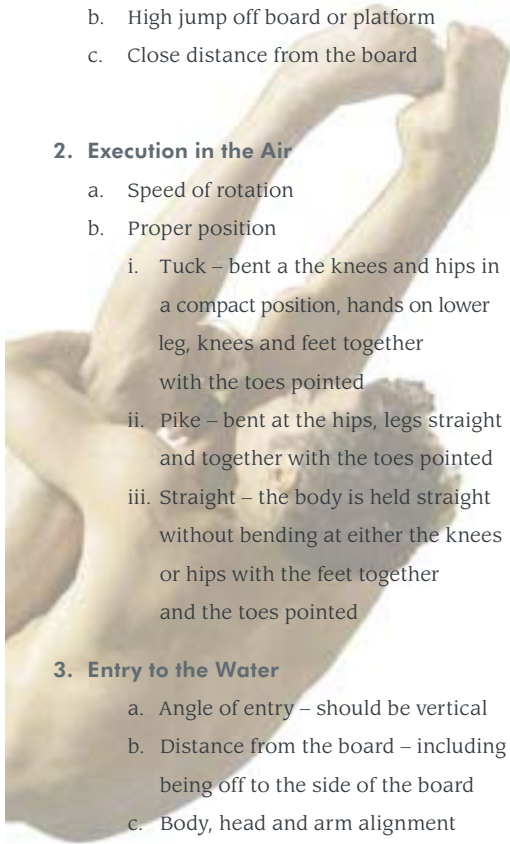 b. High jump off board or platform
c. Close distance from the board
2. Execution in the Air
a. Speed of rotation
b. Proper position
i. Tuck – bent a the knees and hips in
a compact position, hands on lower
leg, knees and feet together
with the toes pointed
ii. Pike – bent at the hips, legs straight
and together with the toes pointed
iii. Straight – the body is held straight
without bending at either the knees
or hips with the feet together
and the toes pointed
3. Entry to the Water
a. Angle of entry – should be vertical
b. Distance from the board – including
being off to the side of the board
c. Body, head and arm alignment